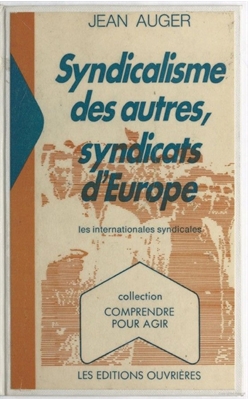 JEAN AUGER
Syndicalisme
des autres,
syndicats
d'Europe
les internationales syndicales
collection
COMPRENDRE
POUR AGIR
LES EDITIONS OUVRIÈRES